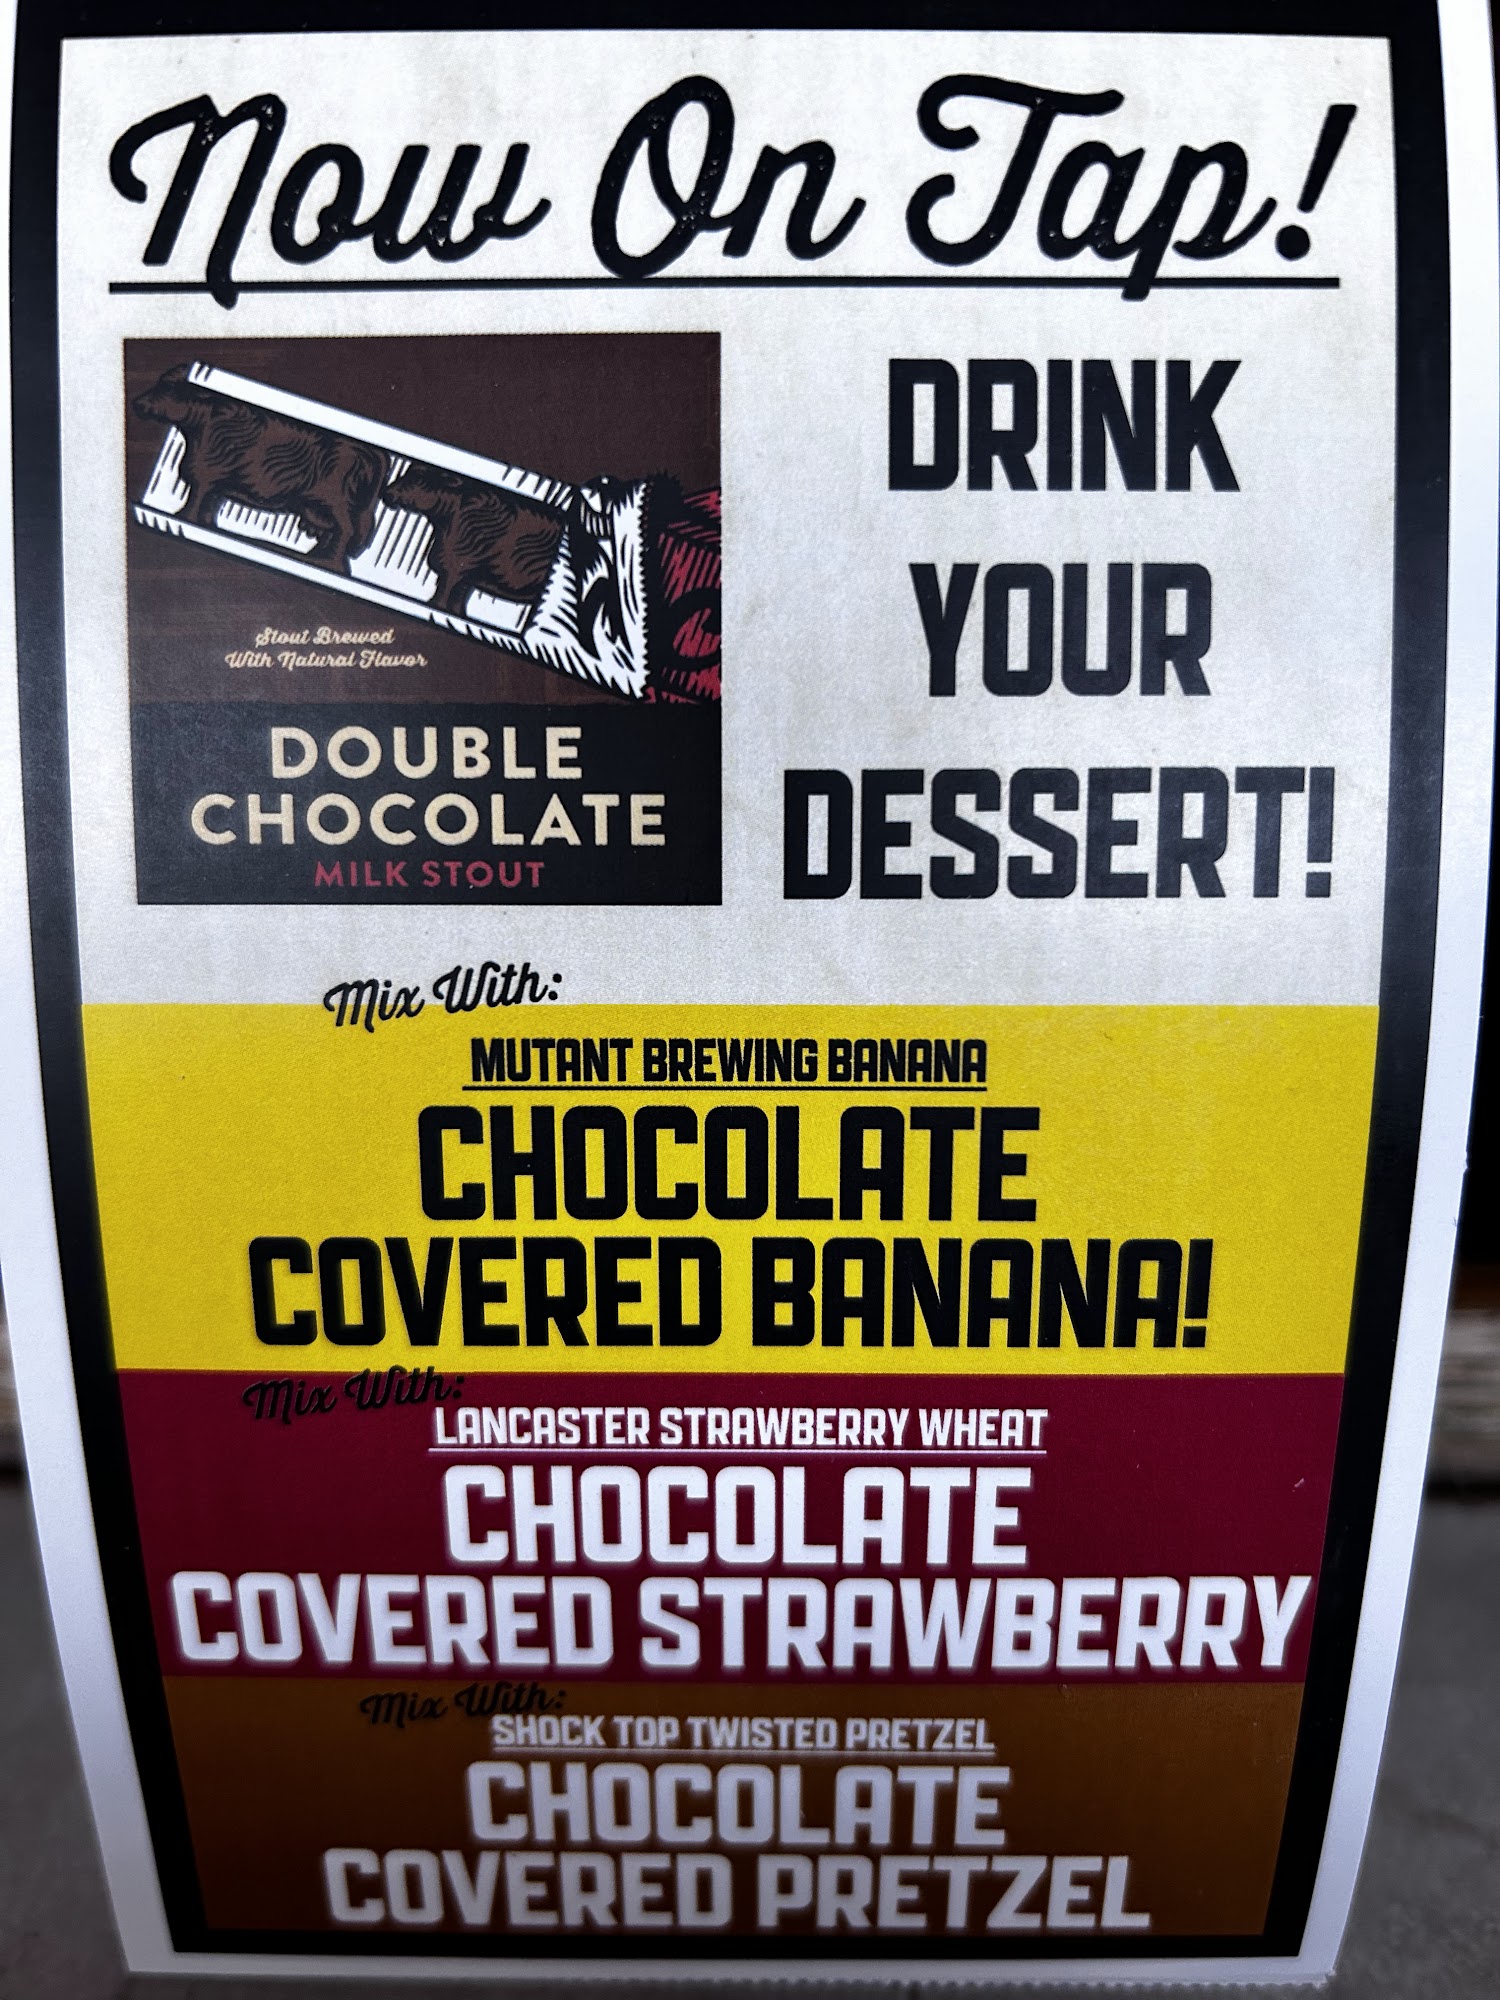 Now On Tap!
Stout Brewed
With Natural Flavor
DOUBLE
CHOCOLATE
MILK STOUT
DRINK
YOUR
DESSERT!
Mix With:
MUTANT BREWING BANANA
CHOCOLATE
COVERED BANANA!
Mix With:
LANCASTER STRAWBERRY WHEAT
CHOCOLATE
COVERED STRAWBERRY
Mix With:
SHOCK TOP TWISTED PRETZEL
CHOCOLATE
COVERED PRETZEL